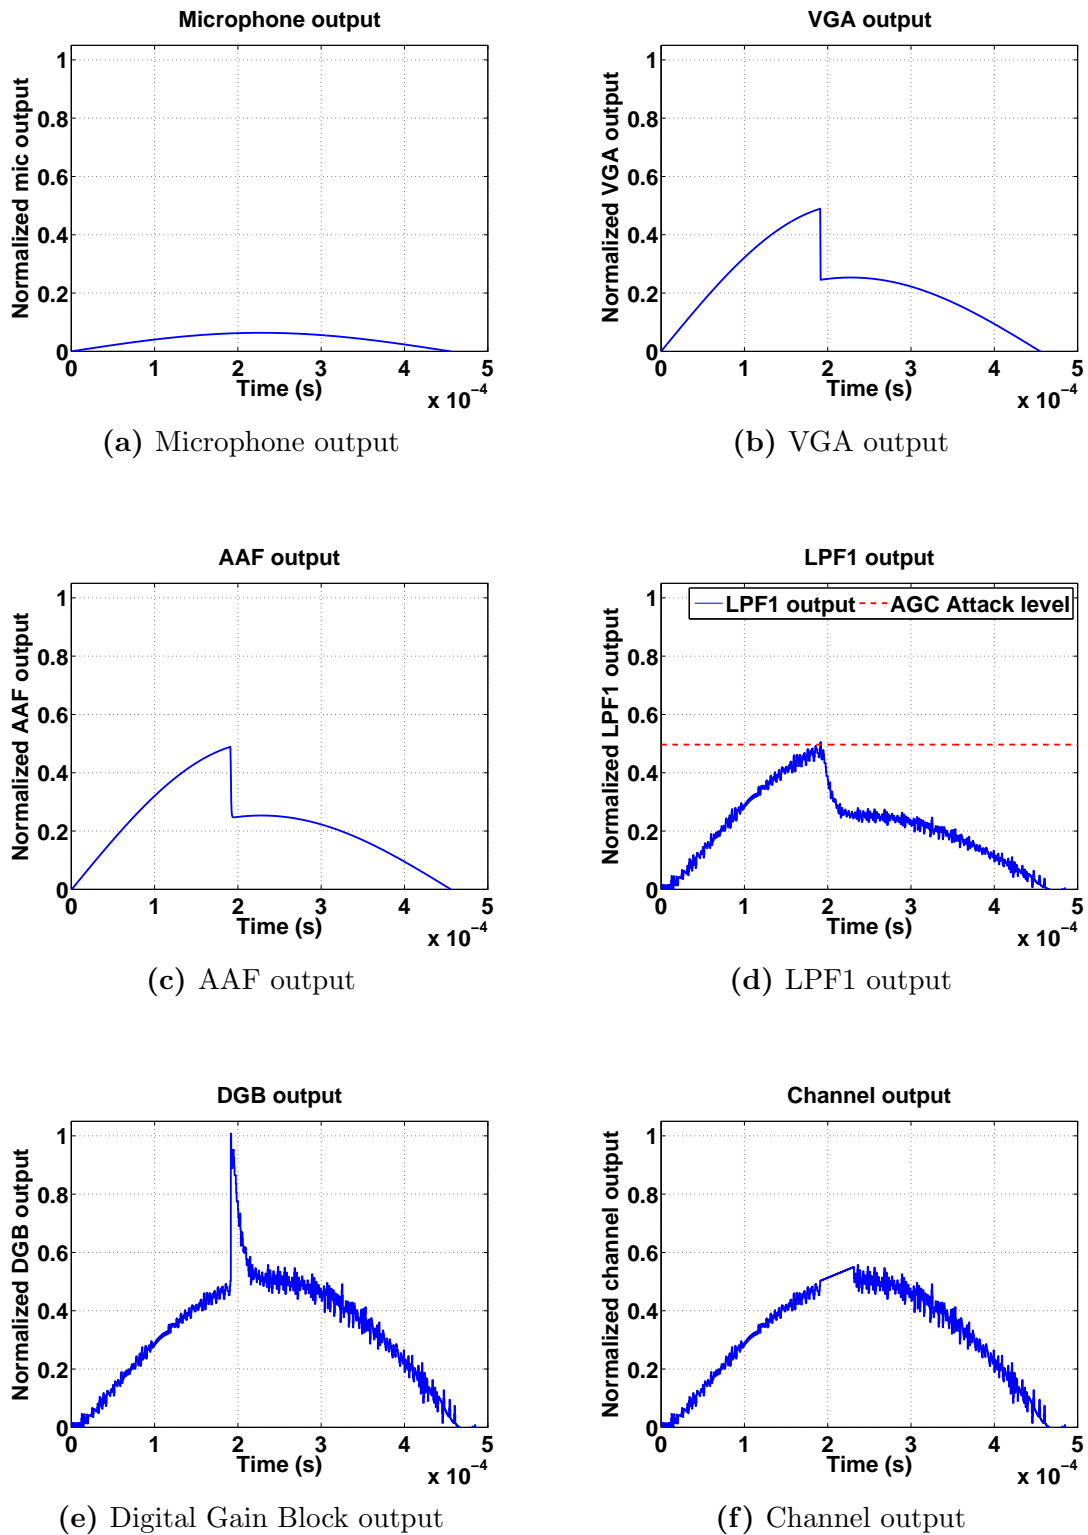 Microphone output
Normalized mic output
1
0.8
0.6
0.4
0.2
0
0 1 2 3 4 5
Time (s)
x 10−4
(a) Microphone output
VGA output
Normalized VGA output
1
0.8
0.6
0.4
0.2
0
0 1 2 3 4 5
Time (s)
x 10−4
(b) VGA output
AAF output
Normalized AAF output
1
0.8
0.6
0.4
0.2
0
0 1 2 3 4 5
Time (s)
x 10−4
(c) AAF output
LPF1 output
LPF1 output AGC Attack level
Normalized LPF1 output
1
0.8
0.6
0.4
0.2
0
0 1 2 3 4 5
Time (s)
x 10−4
(d) LPF1 output
DGB output
Normalized DGB output
1
0.8
0.6
0.4
0.2
0
0 1 2 3 4 5
Time (s)
x 10−4
(e) Digital Gain Block output
Channel output
Normalized channel output
1
0.8
0.6
0.4
0.2
0
0 1 2 3 4 5
Time (s)
x 10−4
(f) Channel output